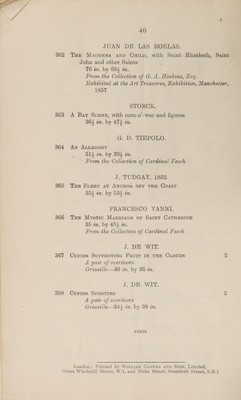 40
JUAN DE LAS ROELAS.
362 THE MADONNA AND CHILD, with Saint Elizabeth, Saint
John and other Saints
76 in. by 68½ in.
From the Collection of G. A. Hoskins, Esq.
Exhibited at the Art Treasures, Exhibition, Manchester,
1857
STORCK.
363 A BAY SCENE, with men-o'-war and figures
26½ in. by 47½ in.
G. D. TIEPOLO.
364 AN ALLEGORY
51½ in. by 39½ in.
From the Collection of Cardinal Fesch
J. TUDGAY, 1852.
365 THE FLEET AT ANCHOR OFF THE COAST
35½ in. by 53½ in.
FRANCESCO VANNI.
366 THE MYSTIC MARRIAGE OF SAINT CATHERINE
35 in. by 43½ in.
From the Collection of Cardinal Fesch
J. DE WIT.
367 CUPIDS SUPPORTING FRUIT IN THE CLOUDS 2
A pair of overdoors
Grisaille—30 in. by 36 in.
J. DE WIT.
368 CUPIDS SPORTING
A pair of overdoors
Grisaille—24½ in. by 39 in.
FINIS
London: Printed by WILLIAM CLOWES AND SONS, Limited,
Great Windmill Street, W.1, and Duke Street, Stamford Street, S.E.1